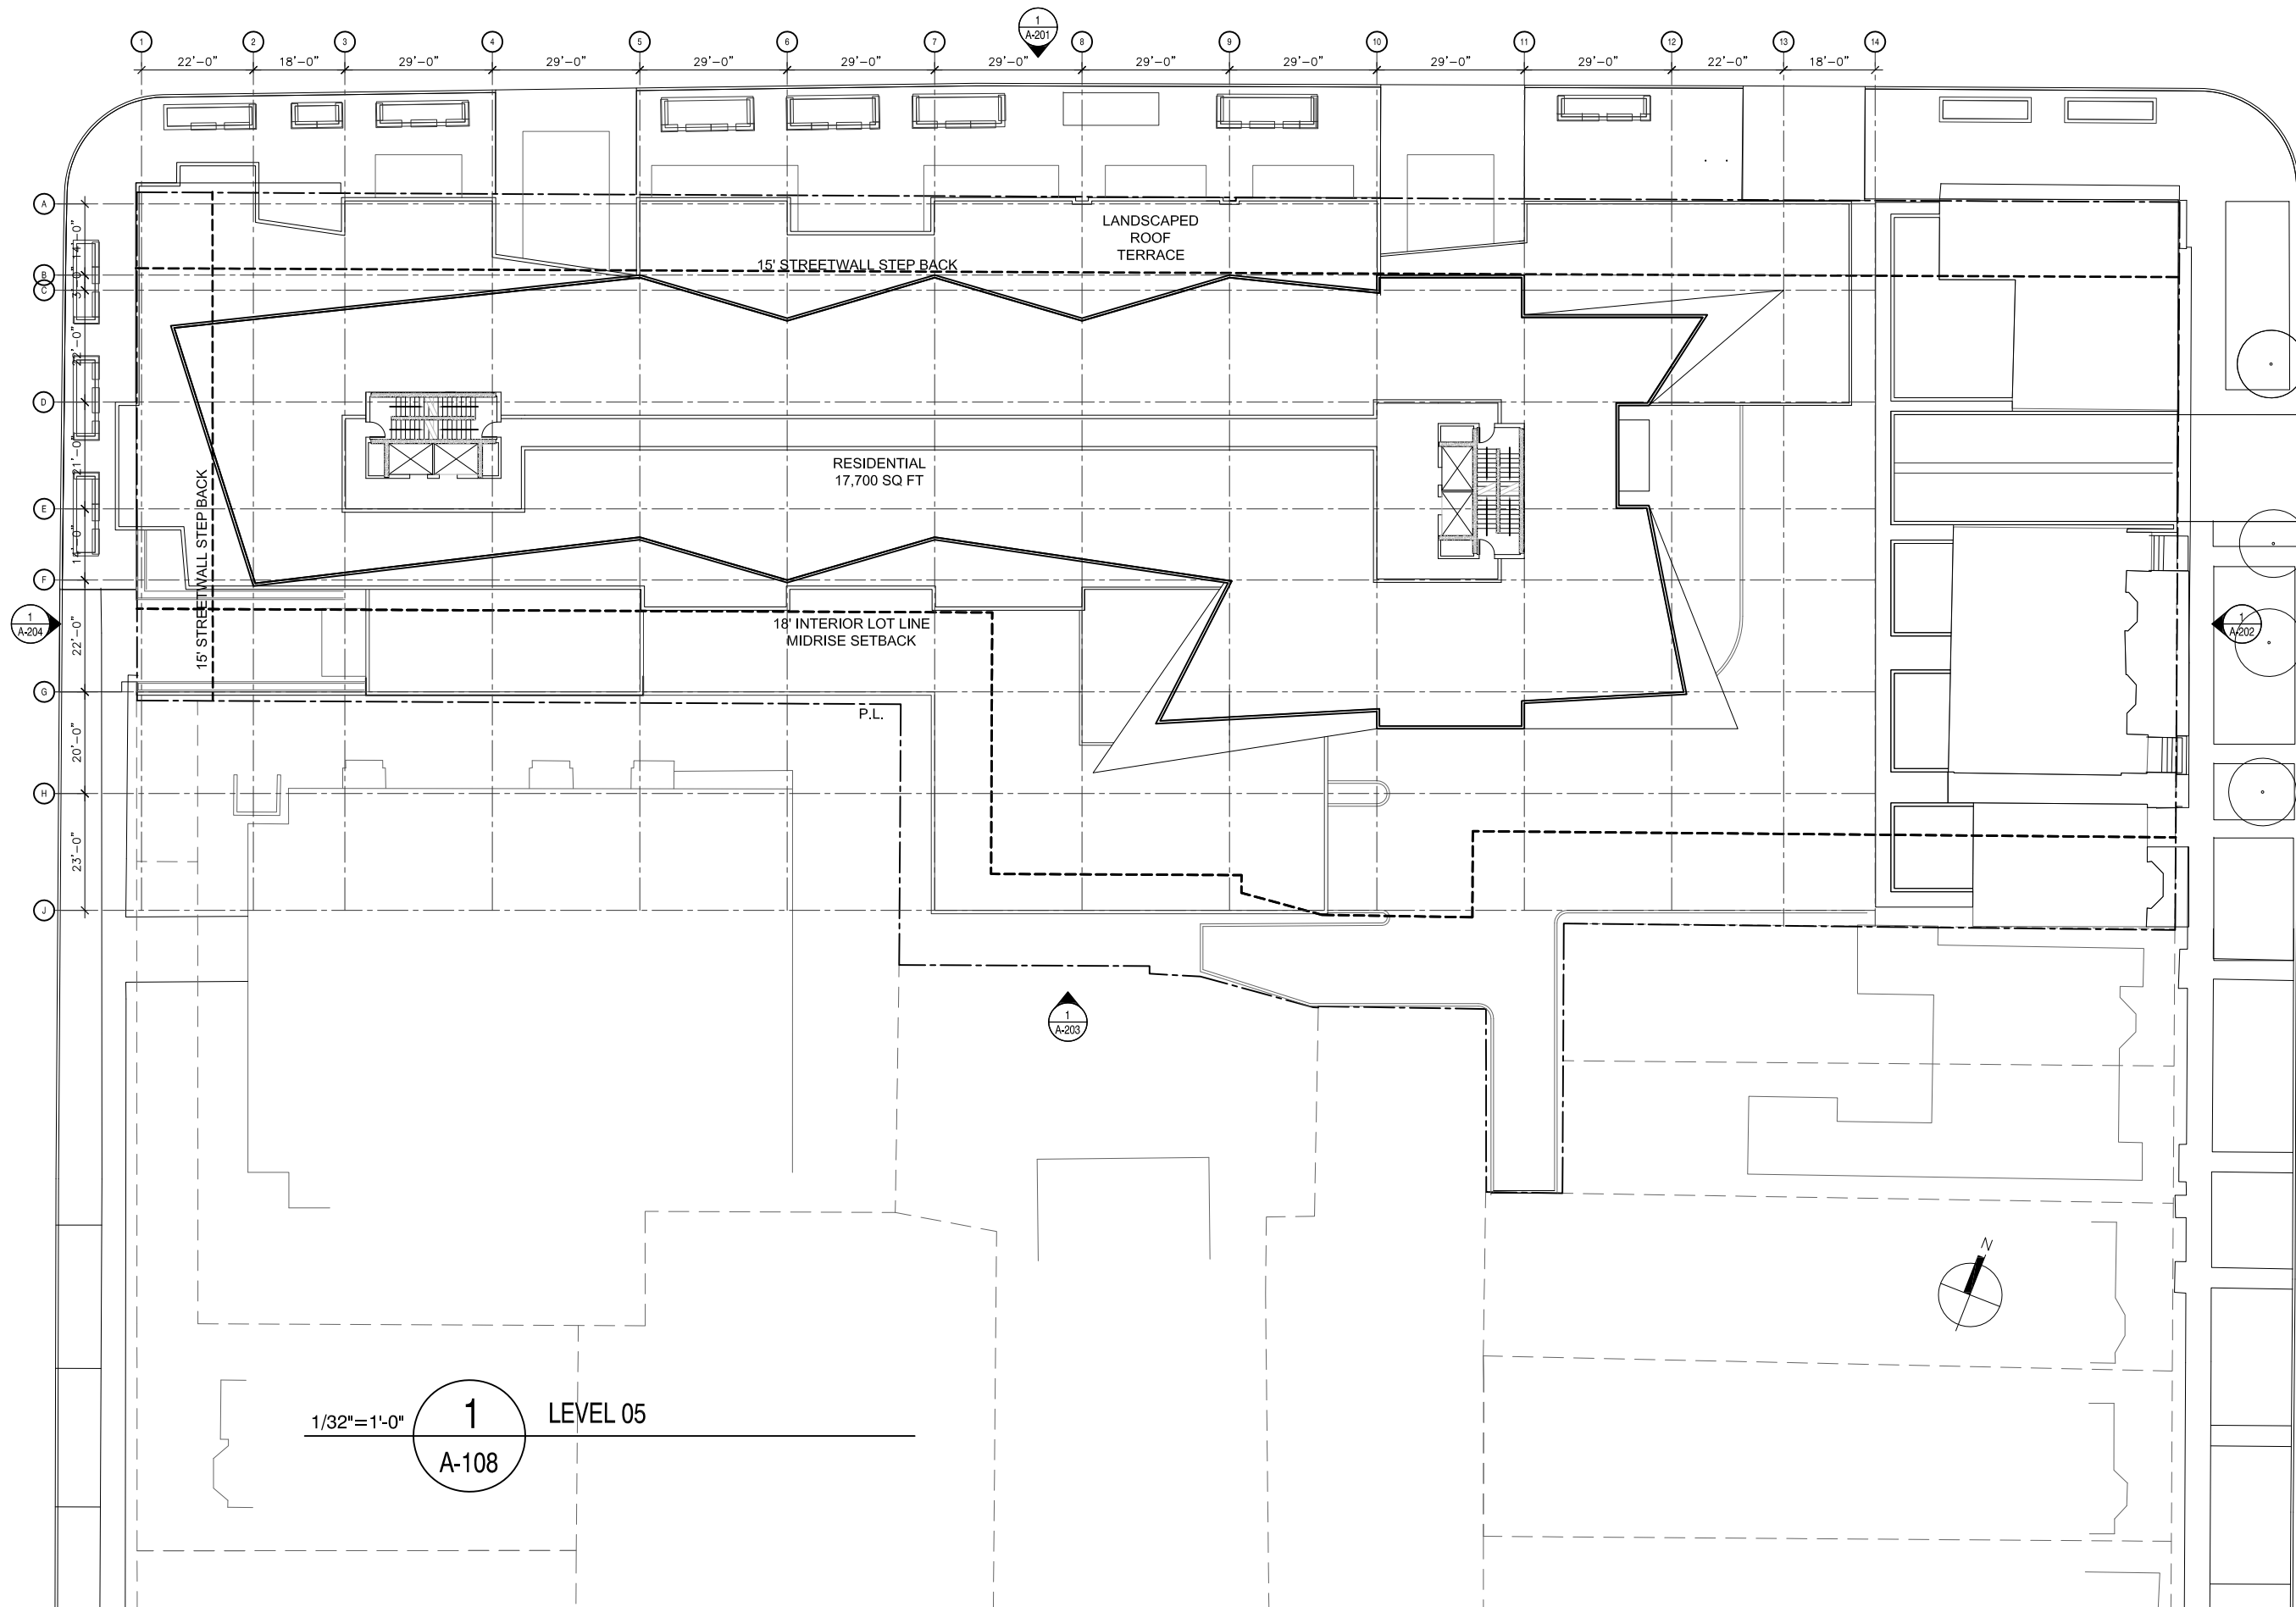 1
A-201
1 2 3 4 5 6 7 8 9 10 11 12 13 14
22'-0" 18'-0" 29'-0" 29'-0" 29'-0" 29'-0" 29'-0" 29'-0" 29'-0" 29'-0" 29'-0" 22'-0" 18'-0"
A
14'-0"
LANDSCAPED
ROOF
TERRACE
B
15' STREETWALL STEP BACK
3'-0"
C
22'-0"
D
21'-0"
RESIDENTIAL
17,700 SQ FT
E
15' STREETWALL STEP BACK
F
1
A-204
22'-0"
18' INTERIOR LOT LINE
MIDRISE SETBACK
1
A-202
G
P.L.
20'-0"
H
23'-0"
J
1
A-203
N
1/32"=1'-0"
1
A-108
LEVEL 05